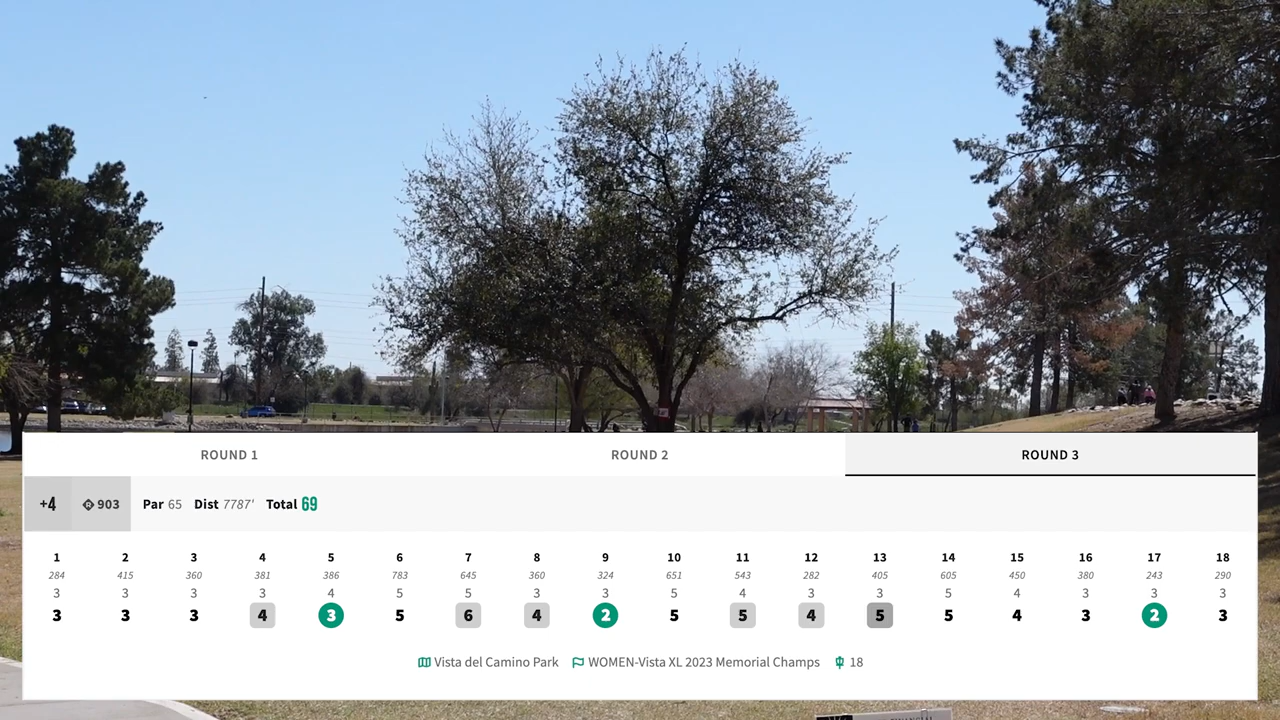 ROUND 1 ROUND 2 ROUND 3
+4 903 Par 65 Dist 7787' Total 69
1 2 3 4 5 6 7 8 9 10 11 12 13 14 15 16 17 18
284 415 360 381 386 783 645 360 324 651 543 282 405 605 450 380 243 290
3 3 3 3 4 5 5 3 3 5 4 3 3 5 4 3 3 3
3 3 3 4 3 5 6 4 2 5 5 4 5 5 4 3 2 3
Vista del Camino Park WOMEN-Vista XL 2023 Memorial Champs 18